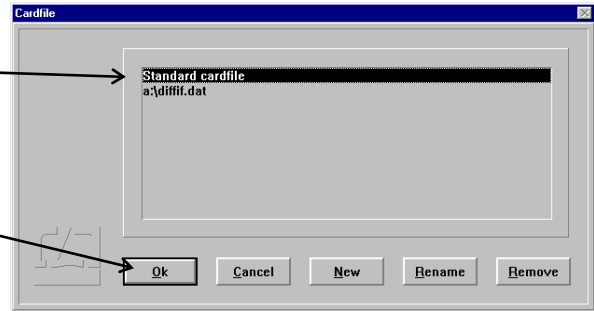 Cardfile
Standard cardfile
a:\diffif.dat
Ok
Cancel
New
Rename
Remove